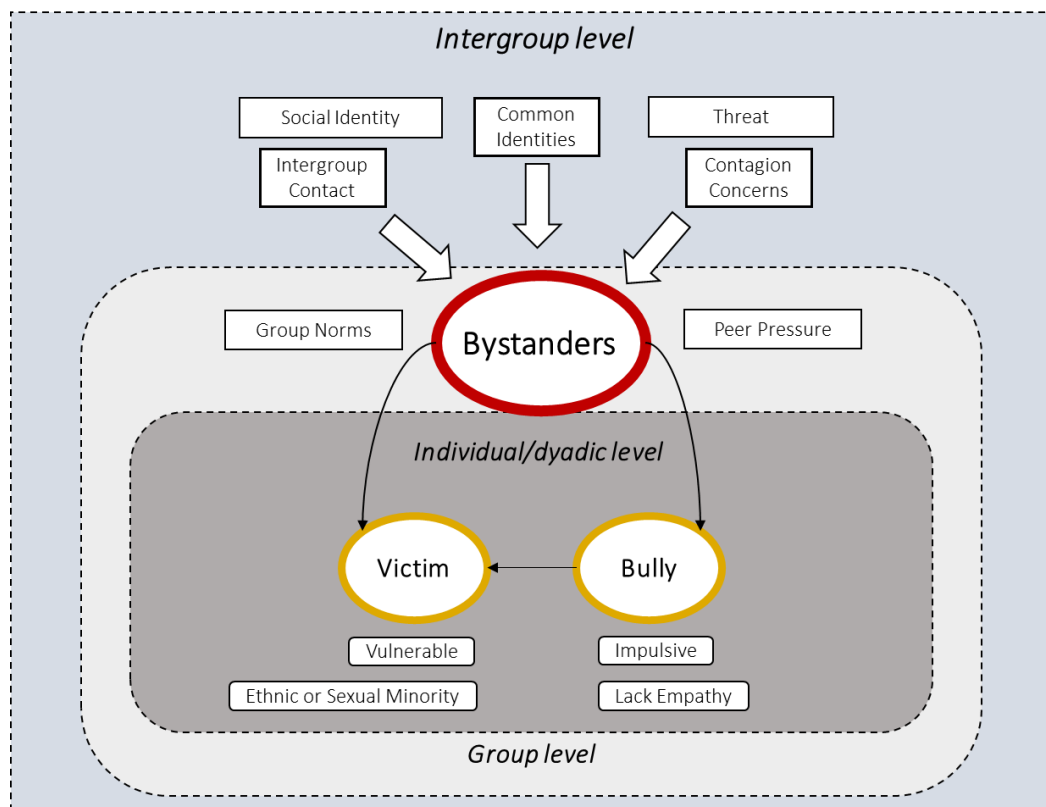 Intergroup level
Social Identity
Common
Identities
Threat
Intergroup
Contact
Contagion
Concerns
Group Norms
Bystanders
Peer Pressure
Individual/dyadic level
Victim
Bully
Vulnerable
Impulsive
Ethnic or Sexual Minority
Lack Empathy
Group level